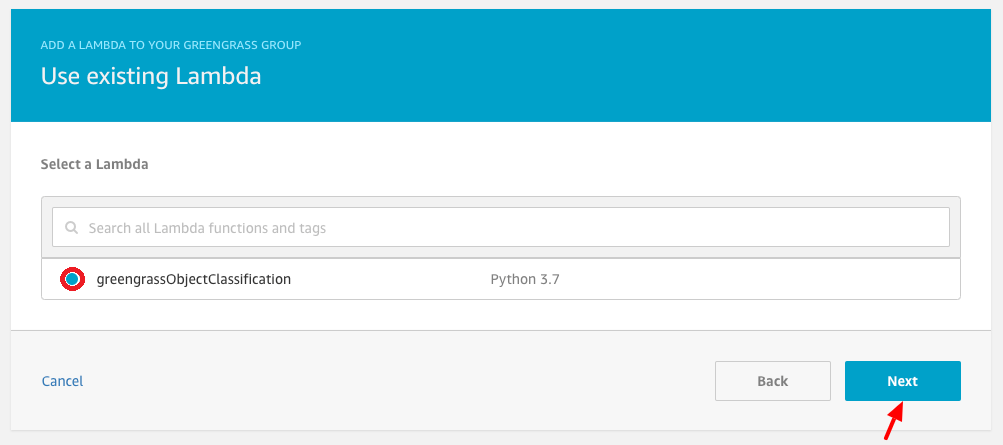 ADD A LAMBDA TO YOUR GREENGRASS GROUP
Use existing Lambda
Select a Lambda
Search all Lambda functions and tags
greengrassObjectClassification Python 3.7
Cancel Back Next